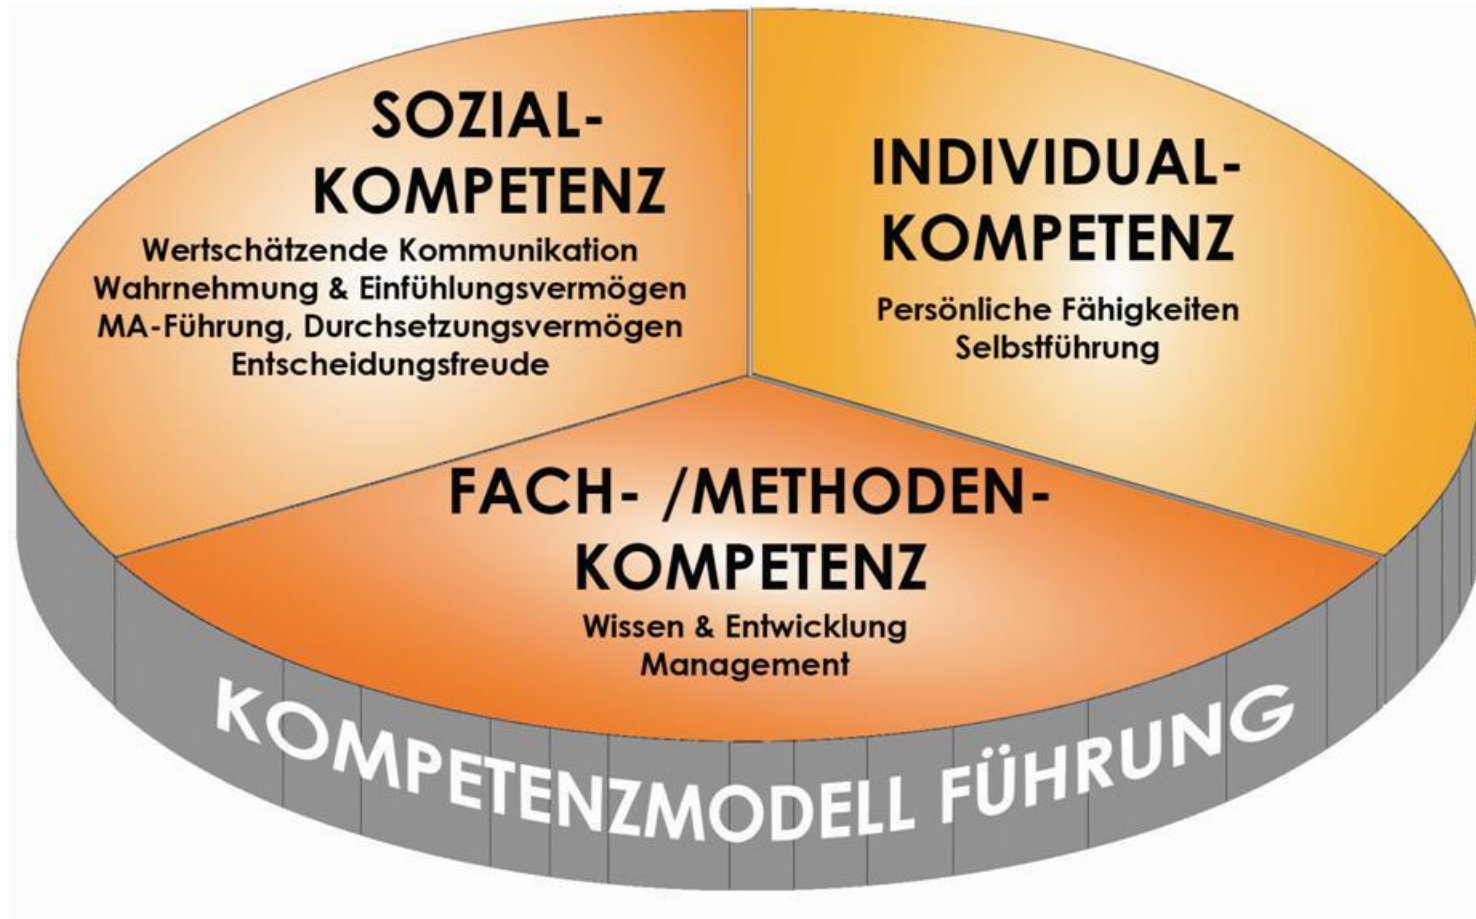 SOZIAL-
KOMPETENZ
Wertschätzende Kommunikation
Wahrnehmung & Einfühlungsvermögen
MA-Führung, Durchsetzungsvermögen
Entscheidungsfreude
INDIVIDUAL-
KOMPETENZ
Persönliche Fähigkeiten
Selbstführung
FACH- /METHODEN-
KOMPETENZ
Wissen & Entwicklung
Management
KOMPETENZMODELL FÜHRUNG